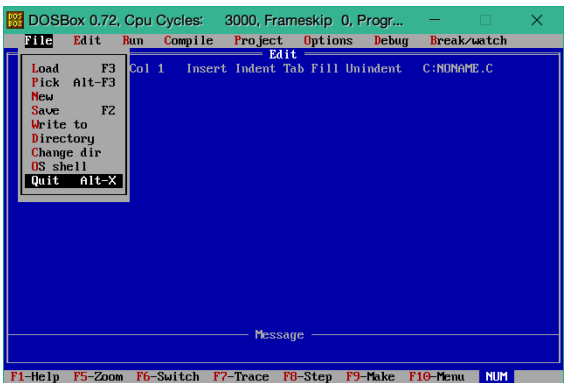 DOSBox 0.72, Cpu Cycles: 3000, Frameskip 0, Progr...
File Edit Run Compile Project Options Debug Break/watch
Edit
Col 1 Insert Indent Tab Fill Unindent C:NONAME.C
Load F3
Pick Alt-F3
New
Save F2
Write to
Directory
Change dir
OS shell
Quit Alt-X
Message
F1-Help F5-Zoom F6-Switch F7-Trace F8-Step F9-Make F10-Menu NUM